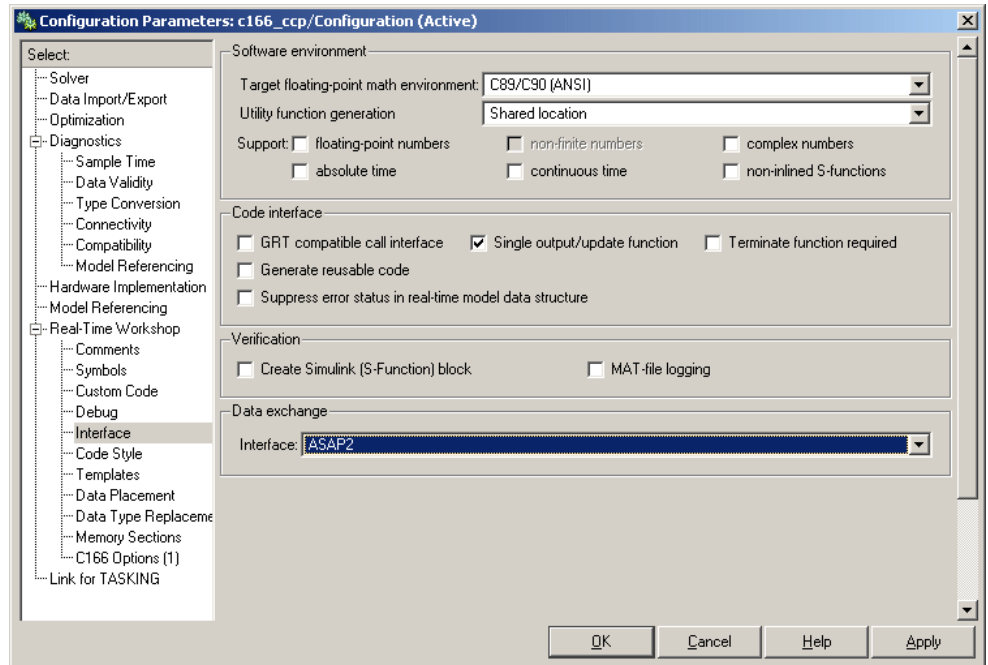 Configuration Parameters: c166_ccp/Configuration (Active)
Select:
Solver
Data Import/Export
Optimization
Diagnostics
Sample Time
Data Validity
Type Conversion
Connectivity
Compatibility
Model Referencing
Hardware Implementation
Model Referencing
Real-Time Workshop
Comments
Symbols
Custom Code
Debug
Interface
Code Style
Templates
Data Placement
Data Type Replaceme
Memory Sections
C166 Options (1)
Link for TASKING
Software environment
Target floating-point math environment: C89/C90 (ANSI)
Utility function generation Shared location
Support: floating-point numbers non-finite numbers complex numbers
absolute time continuous time non-inlined S-functions
Code interface
GRT compatible call interface Single output/update function Terminate function required
Generate reusable code
Suppress error status in real-time model data structure
Verification
Create Simulink (S-Function) block MAT-file logging
Data exchange
Interface: ASAP2
OK Cancel Help Apply